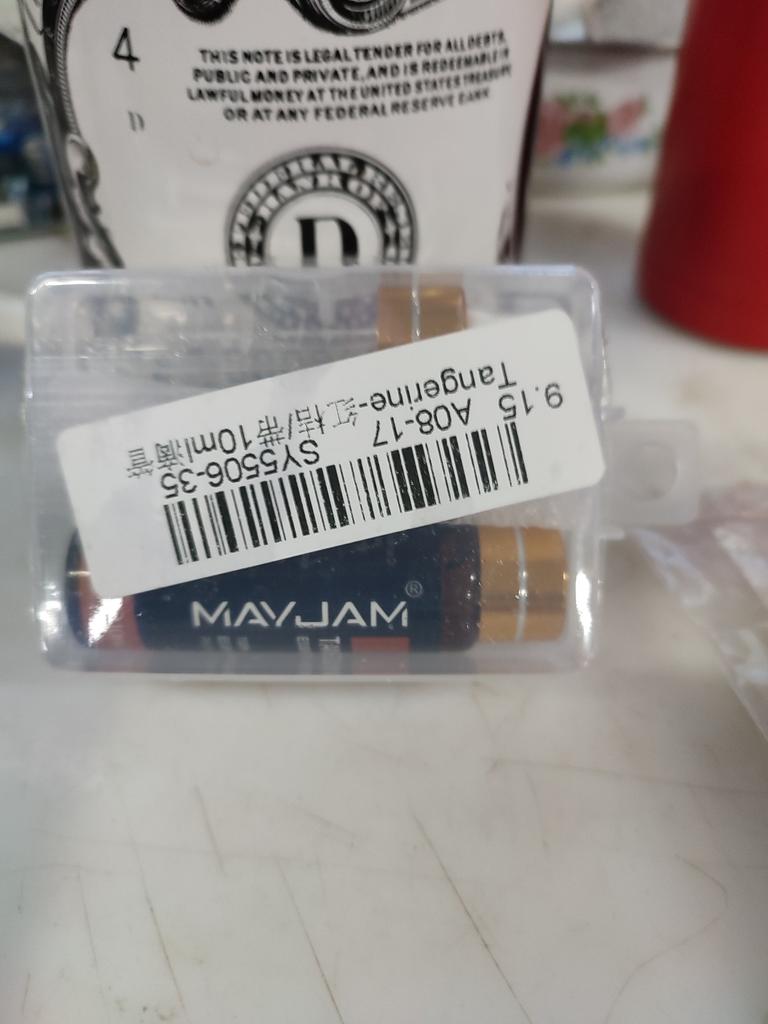 4
THIS NOTE IS LEGAL TENDER FOR ALL DEBTS,
PUBLIC AND PRIVATE, AND IS REDEEMABLE IN
LAWFUL MONEY AT THE UNITED STATES TREASURY,
OR AT ANY FEDERAL RESERVE BANK
D
BANK OF
D
9.15 A08-17 SY5506-35
Tangerine-红桔/带10ml滴管
MAYJAM®